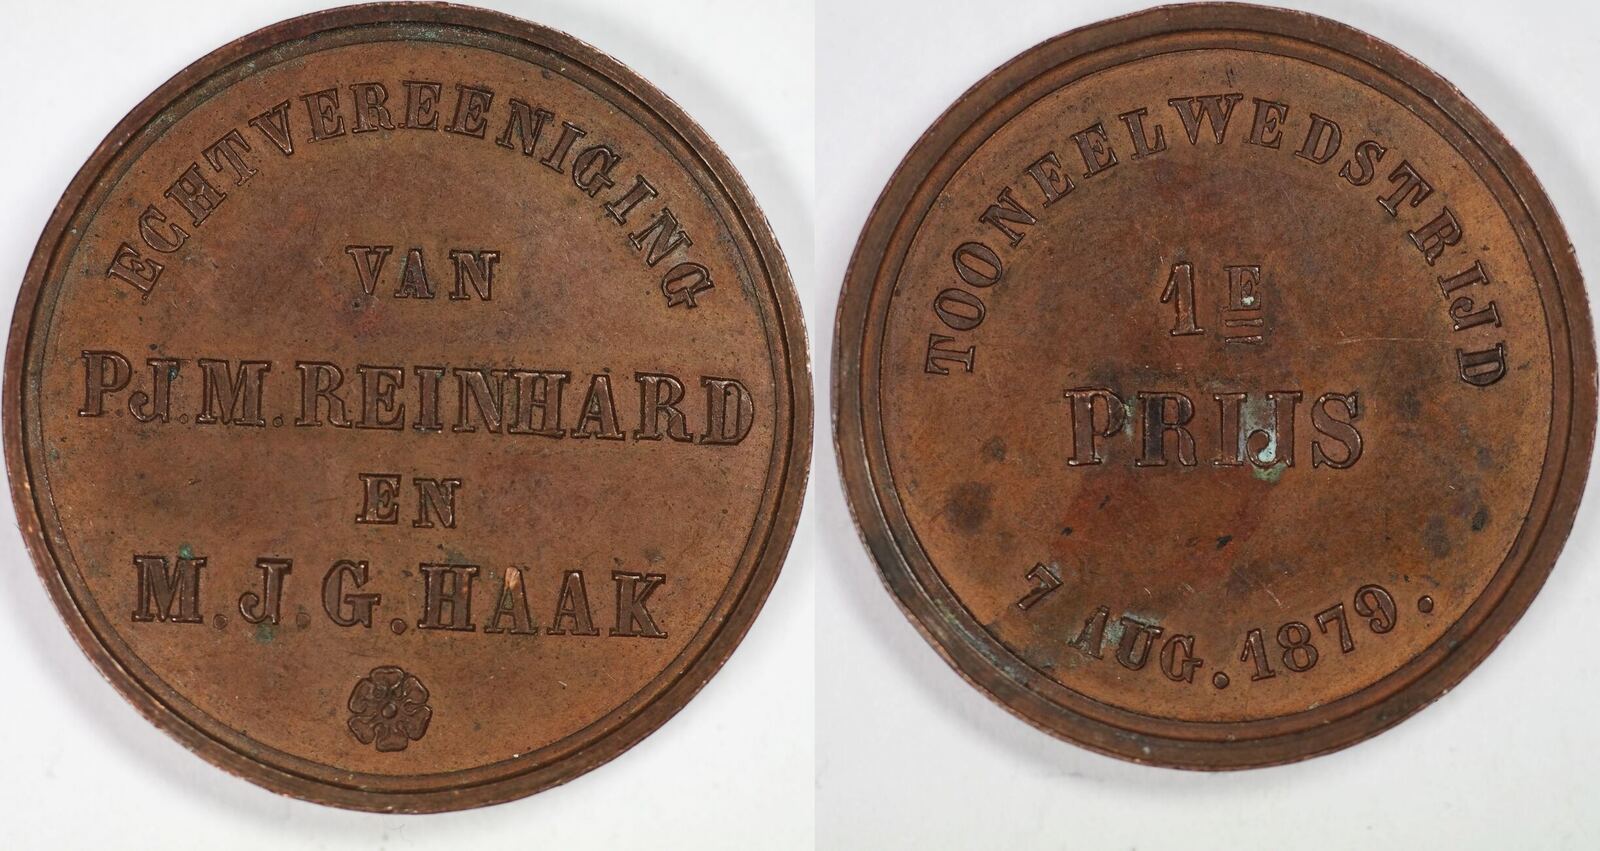 ECHTVEREENIGING
VAN
P.J.M.REINHARD
EN
M.J.G.HAAK
TOONEELWEDSTRIJD
1E
PRIJS
7 AUG.1879.